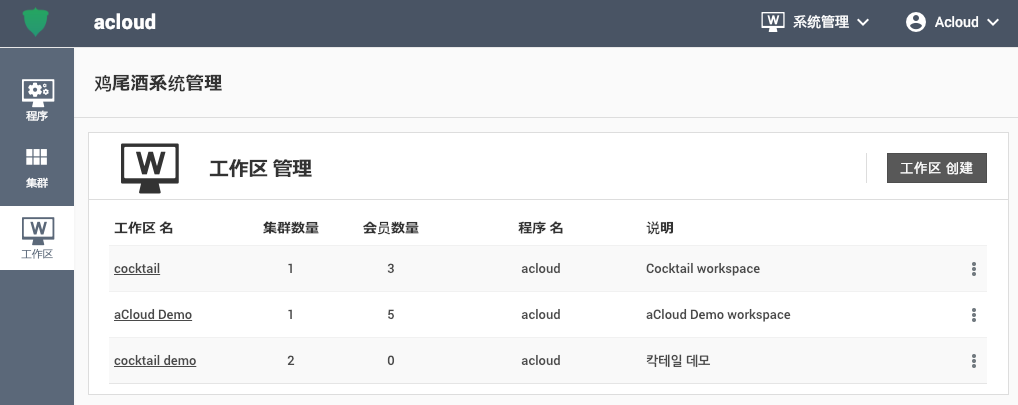 acloud
W 系统管理
Acloud
程序
集群
W
工作区
鸡尾酒系统管理
W 工作区 管理
工作区 创建
工作区 名 集群数量 会员数量 程序 名 说明
cocktail 1 3 acloud Cocktail workspace
aCloud Demo 1 5 acloud aCloud Demo workspace
cocktail demo 2 0 acloud 칵테일 데모